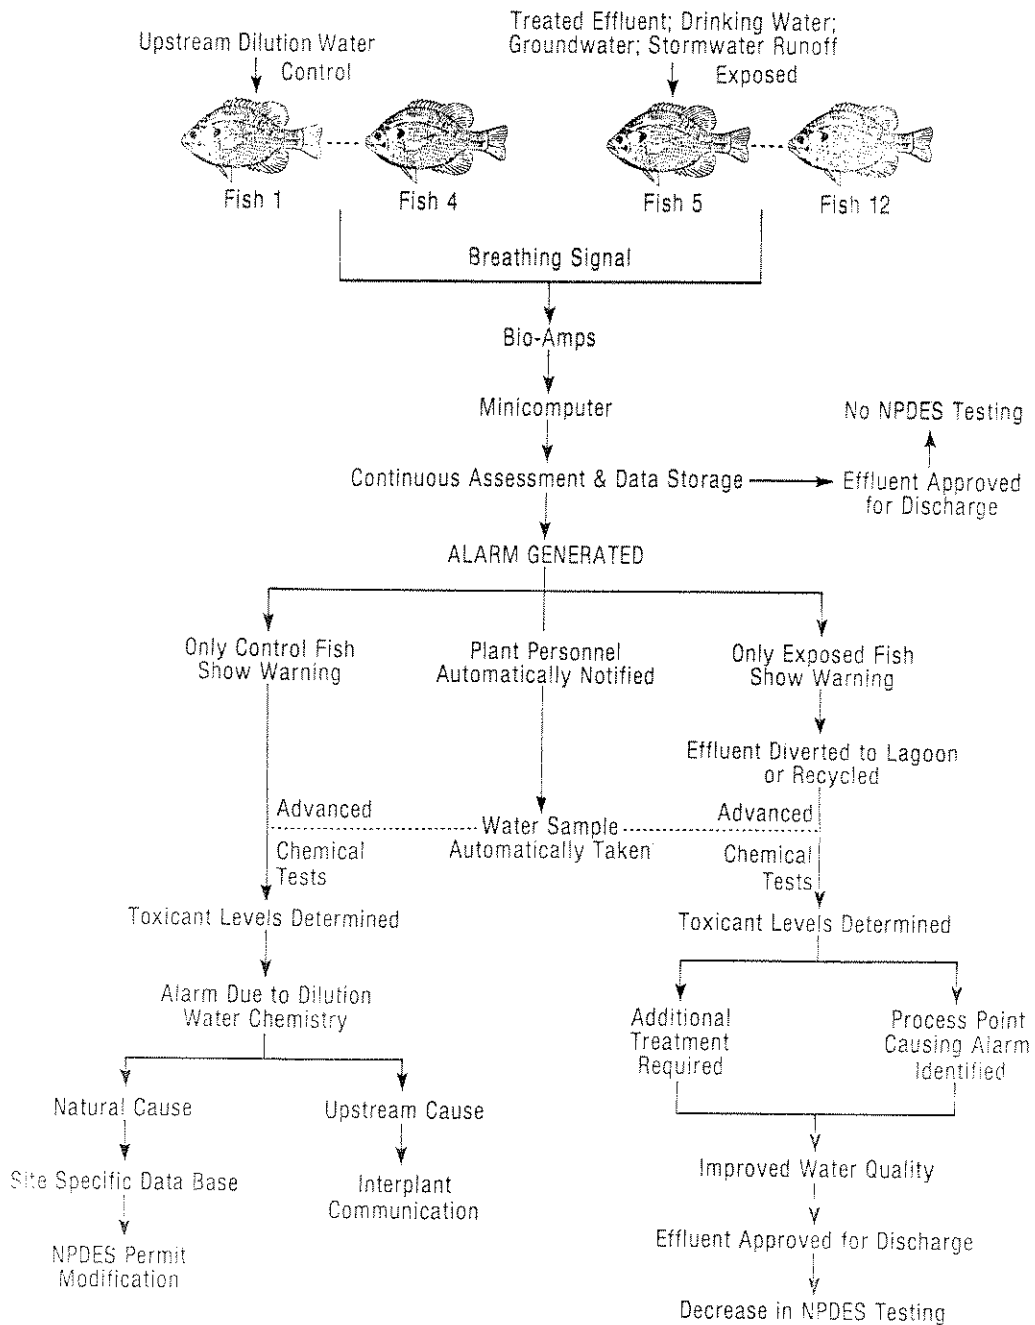 Upstream Dilution Water
Control
Treated Effluent; Drinking Water;
Groundwater; Stormwater Runoff
Exposed
Fish 1
Fish 4
Fish 5
Fish 12
Breathing Signal
Bio-Amps
Minicomputer
No NPDES Testing
Continuous Assessment & Data Storage
Effluent Approved
for Discharge
ALARM GENERATED
Only Control Fish
Show Warning
Plant Personnel
Automatically Notified
Only Exposed Fish
Show Warning
Effluent Diverted to Lagoon
or Recycled
Advanced
Chemical
Tests
Water Sample
Automatically Taken
Advanced
Chemical
Tests
Toxicant Levels Determined
Toxicant Levels Determined
Alarm Due to Dilution
Water Chemistry
Additional
Treatment
Required
Process Point
Causing Alarm
Identified
Natural Cause
Upstream Cause
Site Specific Data Base
Interplant
Communication
NPDES Permit
Modification
Improved Water Quality
Effluent Approved for Discharge
Decrease in NPDES Testing